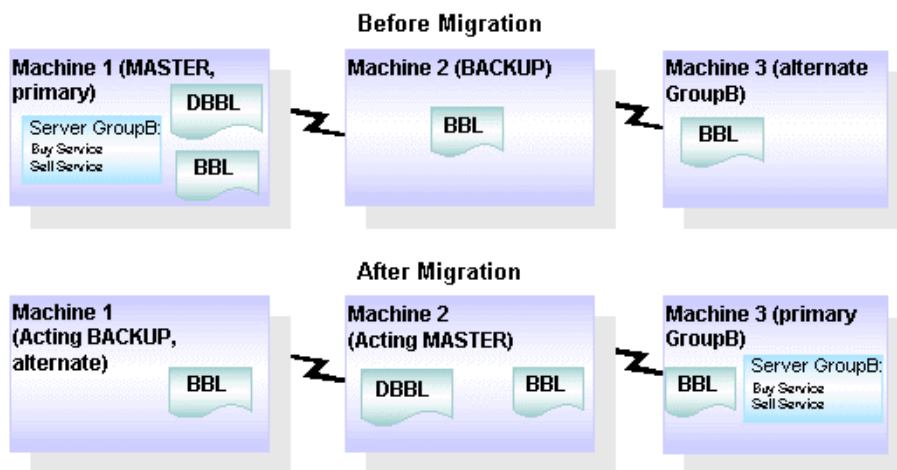 Before Migration
Machine 1 (MASTER,
primary)
DBBL
Server GroupB:
Buy Service
Sell Service
BBL
Machine 2 (BACKUP)
BBL
Machine 3 (alternate
GroupB)
BBL
After Migration
Machine 1
(Acting BACKUP,
alternate)
BBL
Machine 2
(Acting MASTER)
DBBL
BBL
Machine 3 (primary
GroupB)
BBL
Server GroupB:
Buy Service
Sell Service